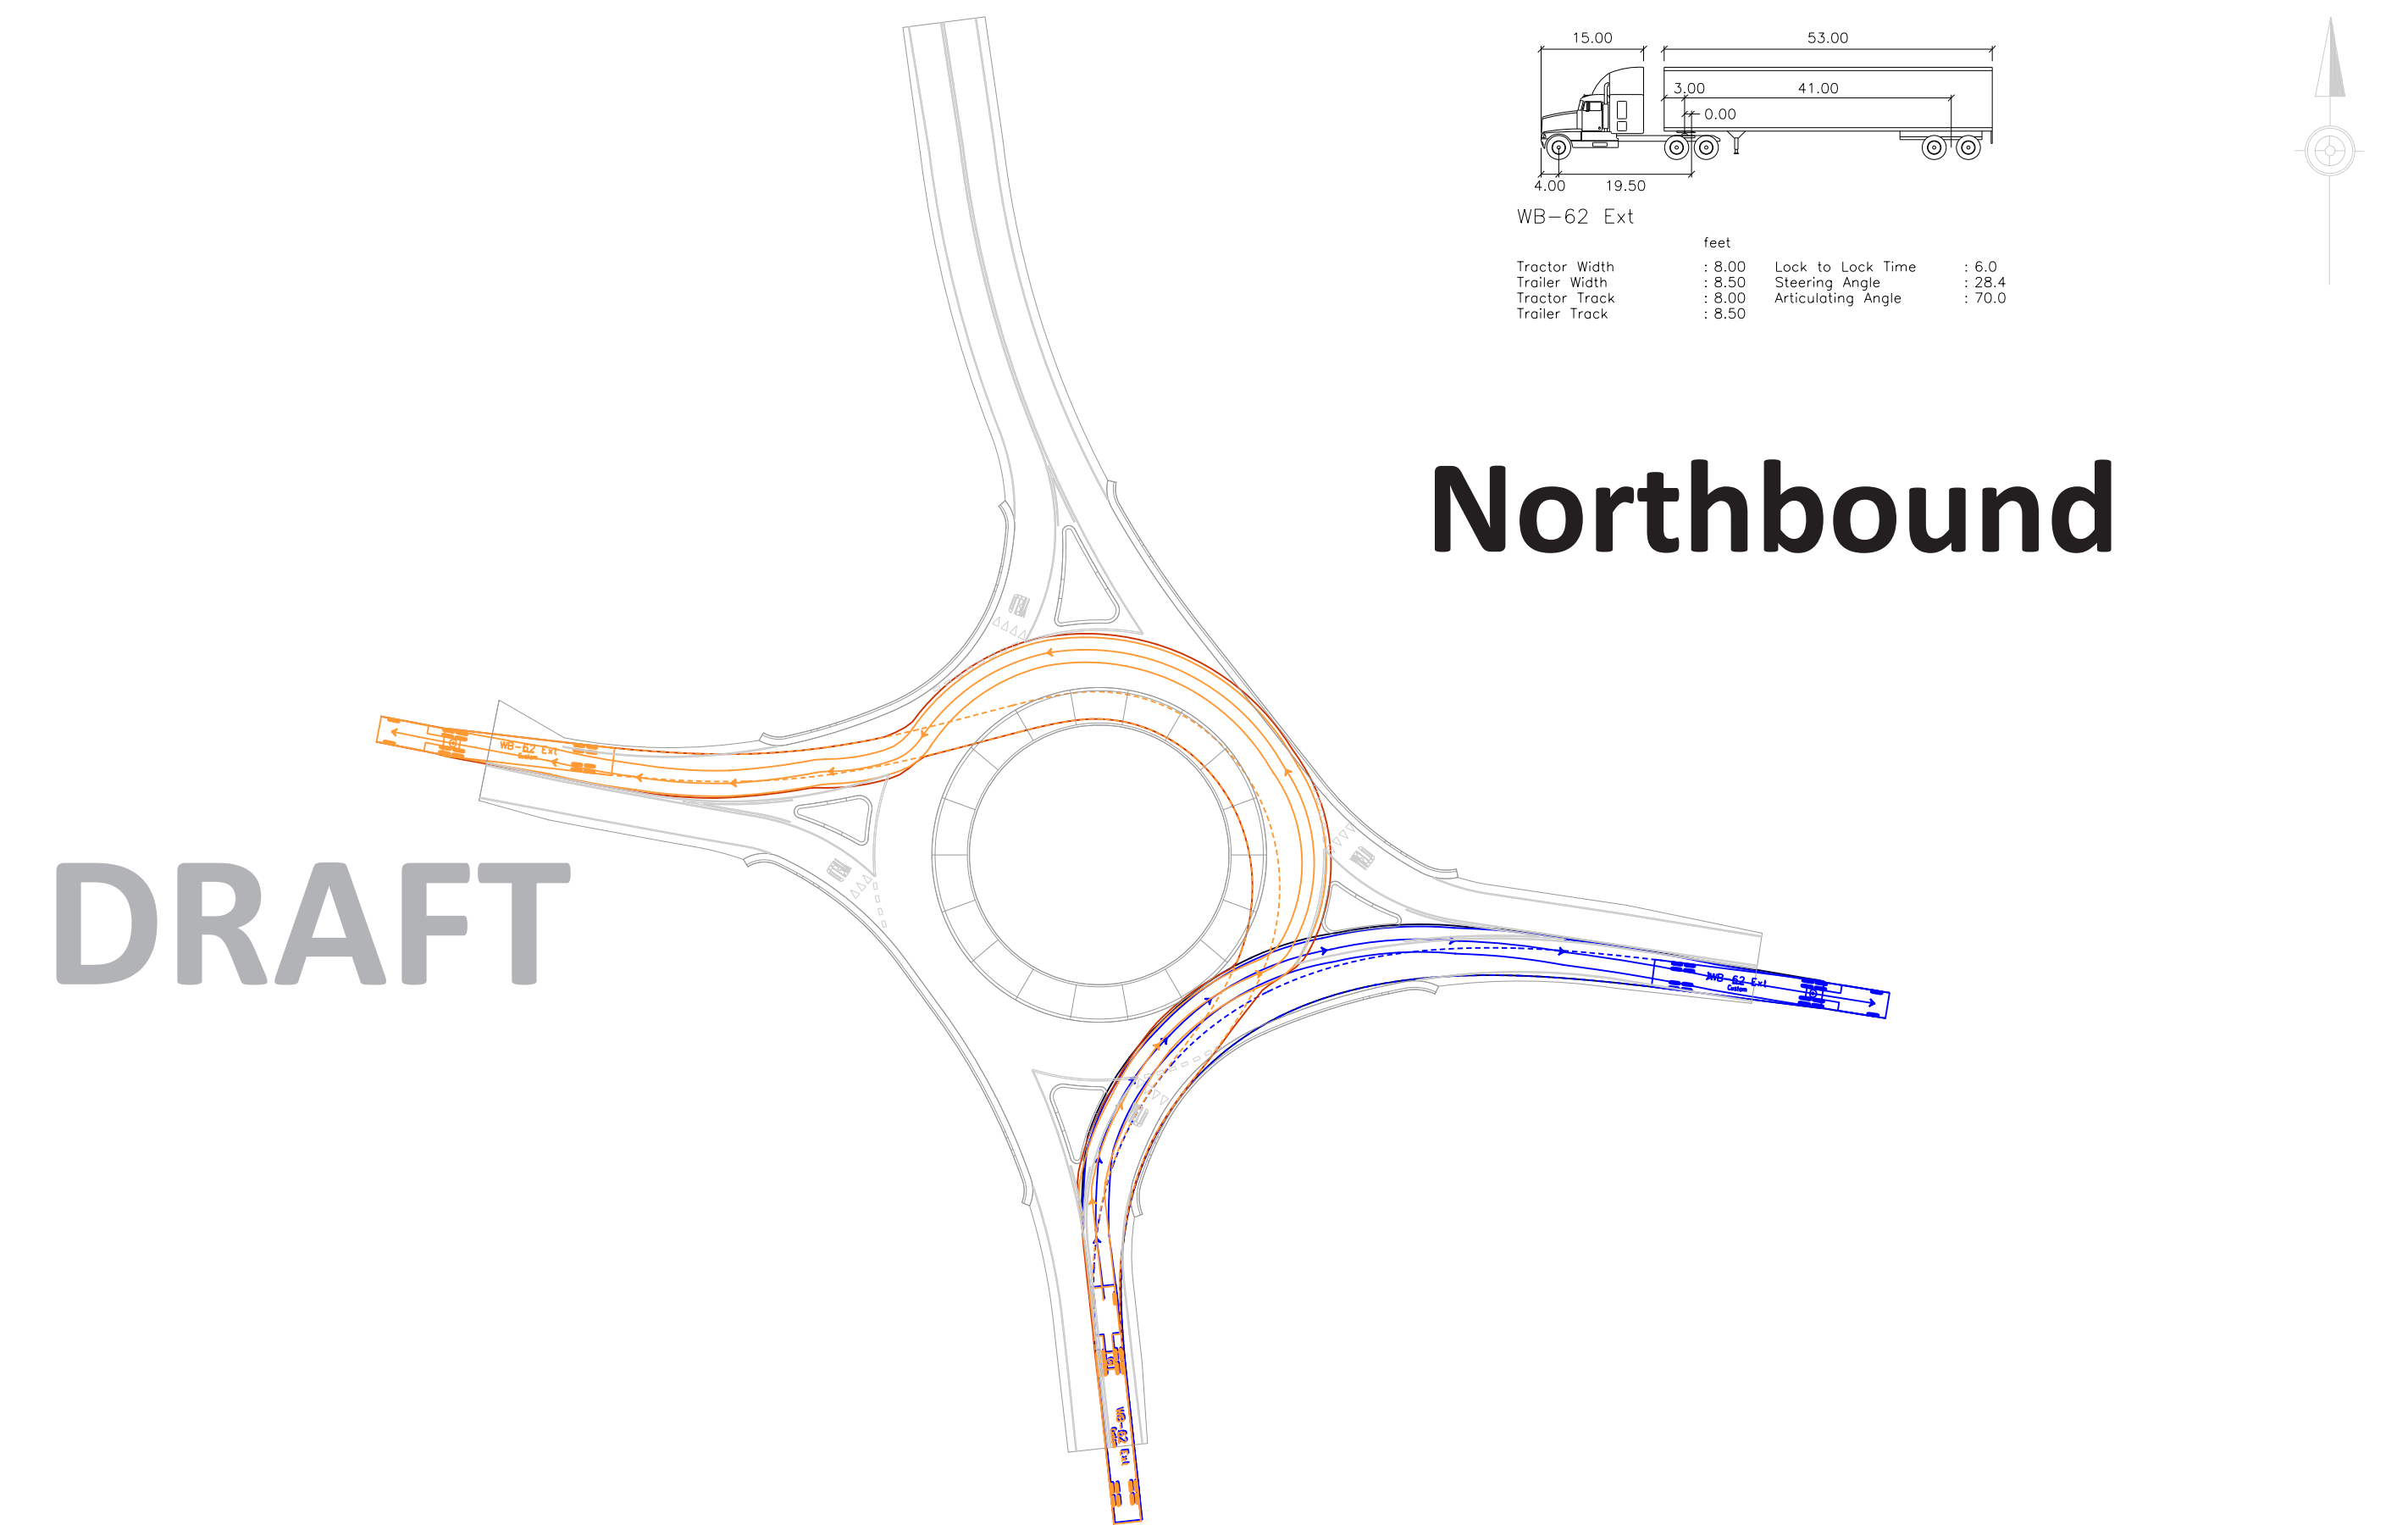 15.00
53.00
3.00
41.00
0.00
4.00
19.50
WB-62 Ext
feet
Tractor Width : 8.00 Lock to Lock Time : 6.0
Trailer Width : 8.50 Steering Angle : 28.4
Tractor Track : 8.00 Articulating Angle : 70.0
Trailer Track : 8.50
Northbound
WB-62 Ext
Custom
DRAFT
WB-62 Ext
Custom
WB-62 Ext